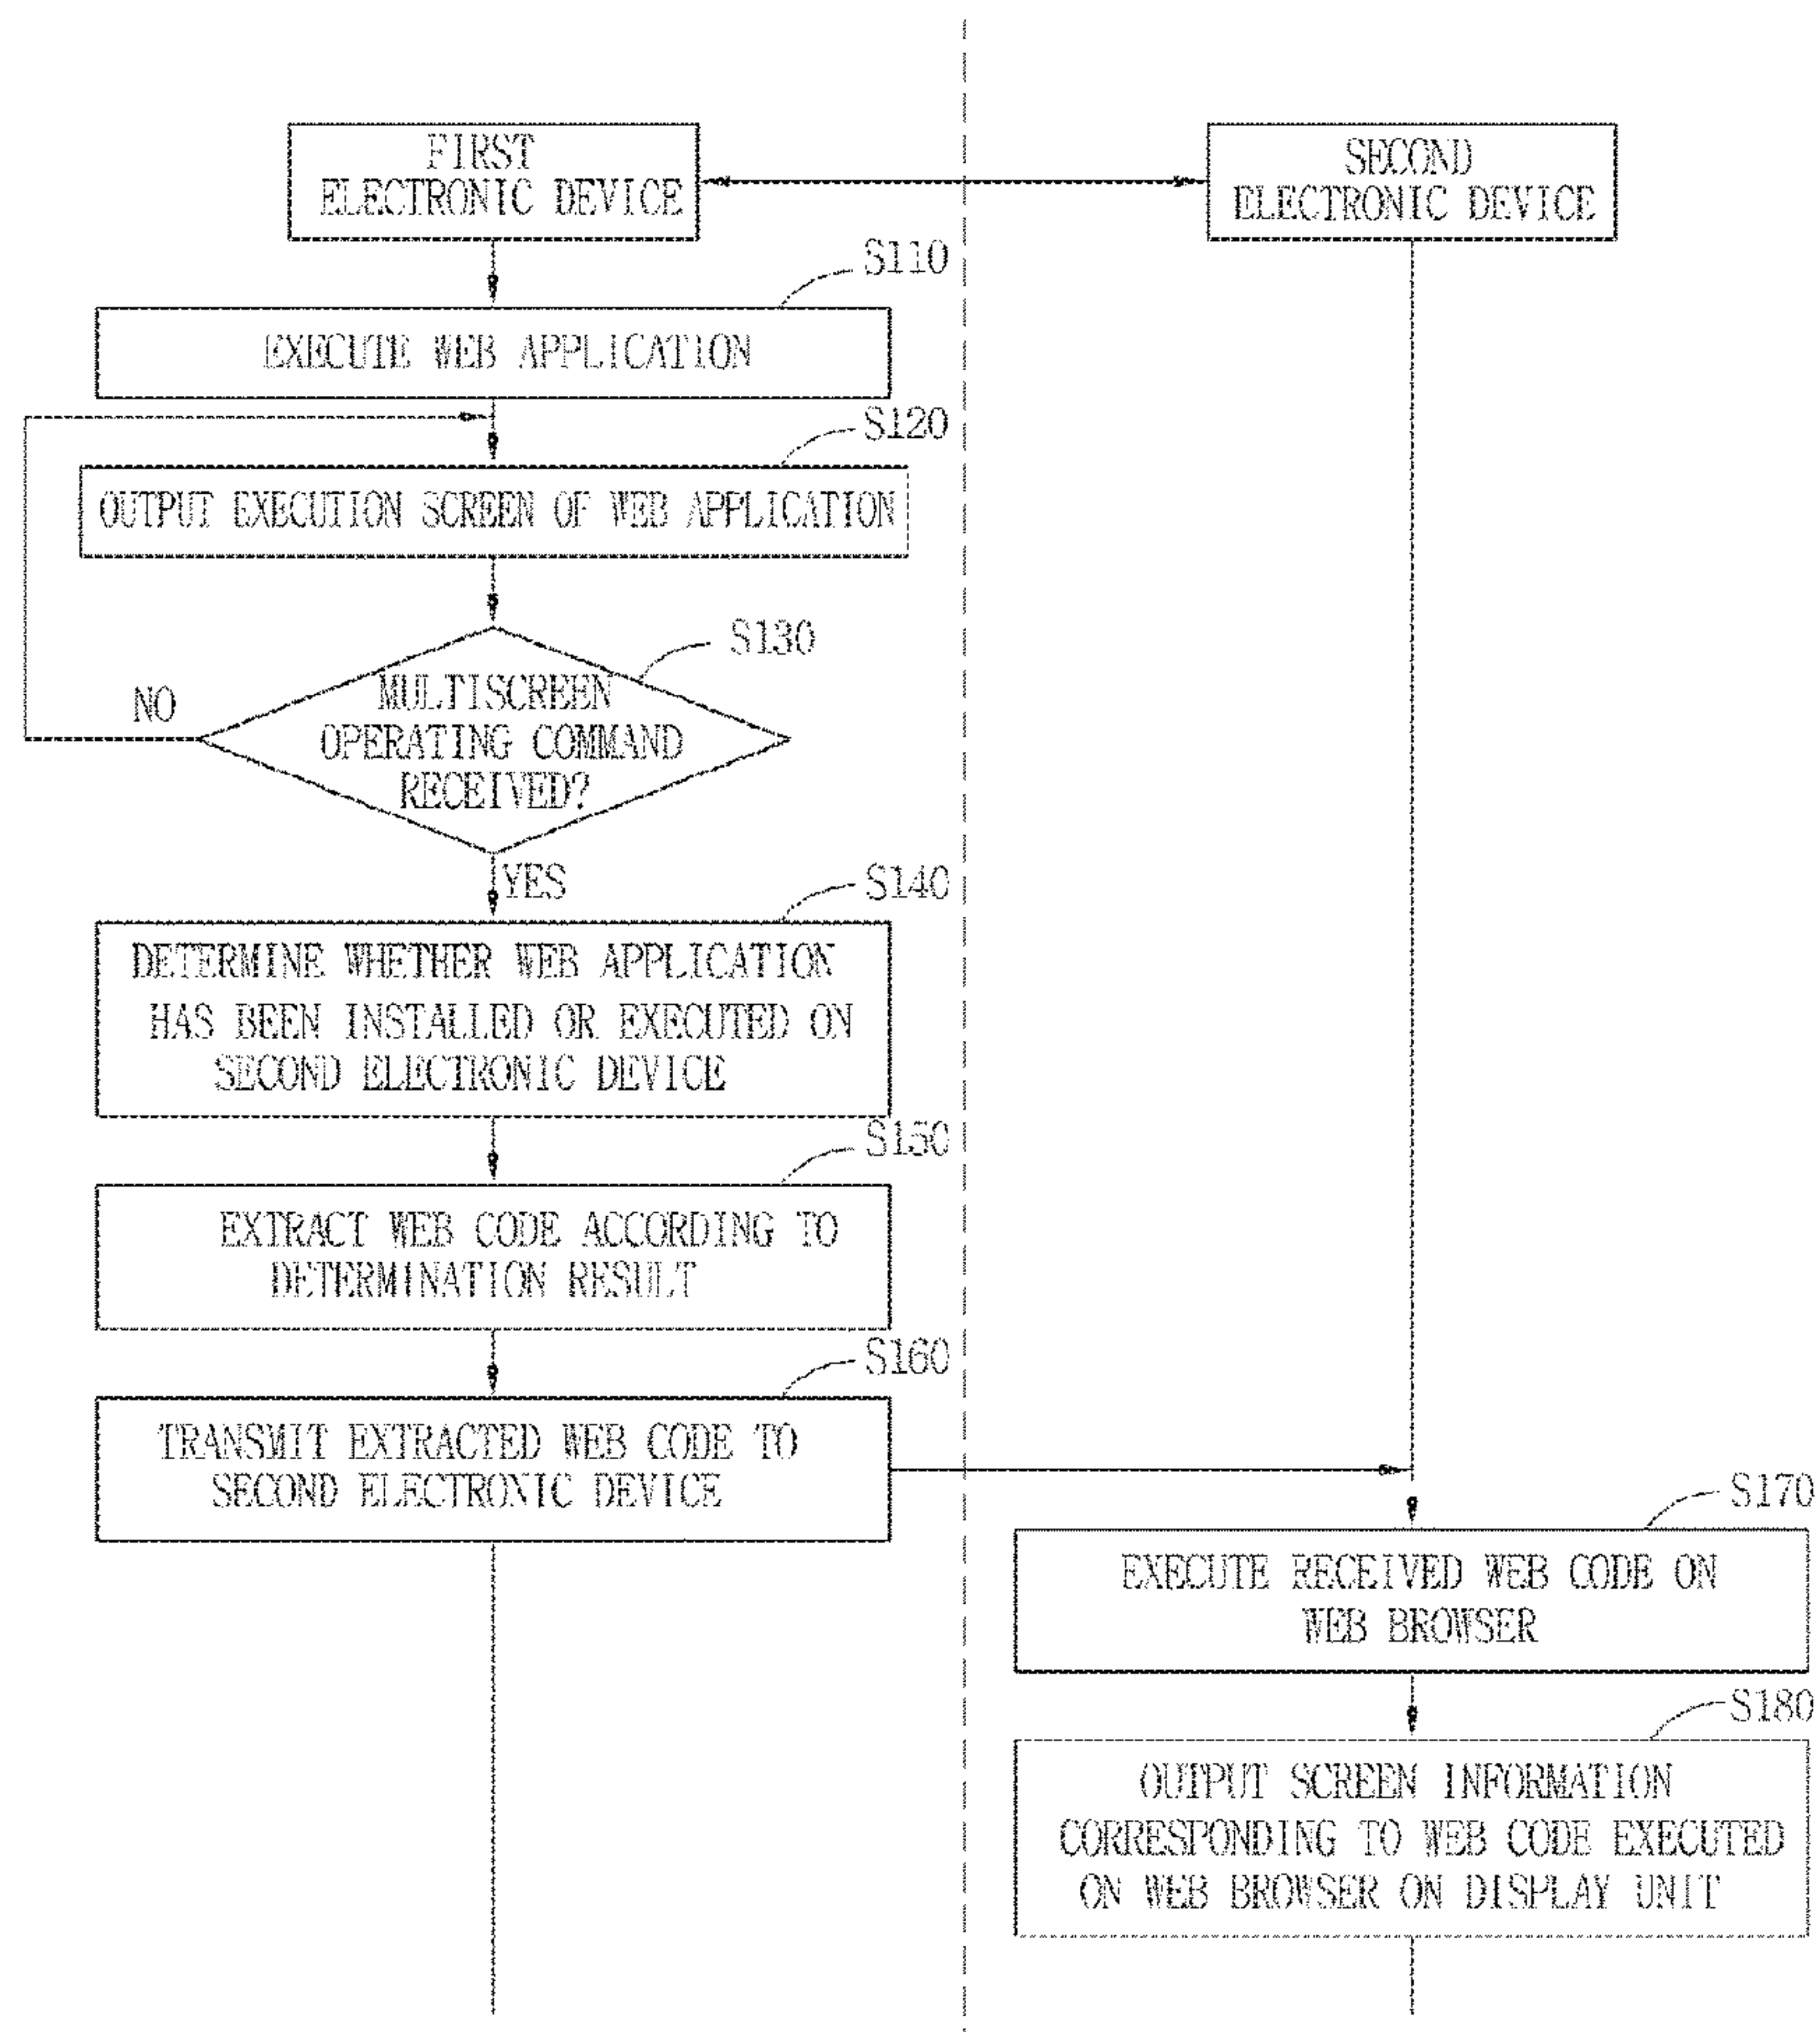 FIRST
ELECTRONIC DEVICE
SECOND
ELECTRONIC DEVICE
S110
EXECUTE WEB APPLICATION
S120
OUTPUT EXECUTION SCREEN OF WEB APPLICATION
S130
MULTISCREEN
OPERATING COMMAND
RECEIVED?
NO
YES
S140
DETERMINE WHETHER WEB APPLICATION
HAS BEEN INSTALLED OR EXECUTED ON
SECOND ELECTRONIC DEVICE
S150
EXTRACT WEB CODE ACCORDING TO
DETERMINATION RESULT
S160
TRANSMIT EXTRACTED WEB CODE TO
SECOND ELECTRONIC DEVICE
S170
EXECUTE RECEIVED WEB CODE ON
WEB BROWSER
S180
OUTPUT SCREEN INFORMATION
CORRESPONDING TO WEB CODE EXECUTED
ON WEB BROWSER ON DISPLAY UNIT